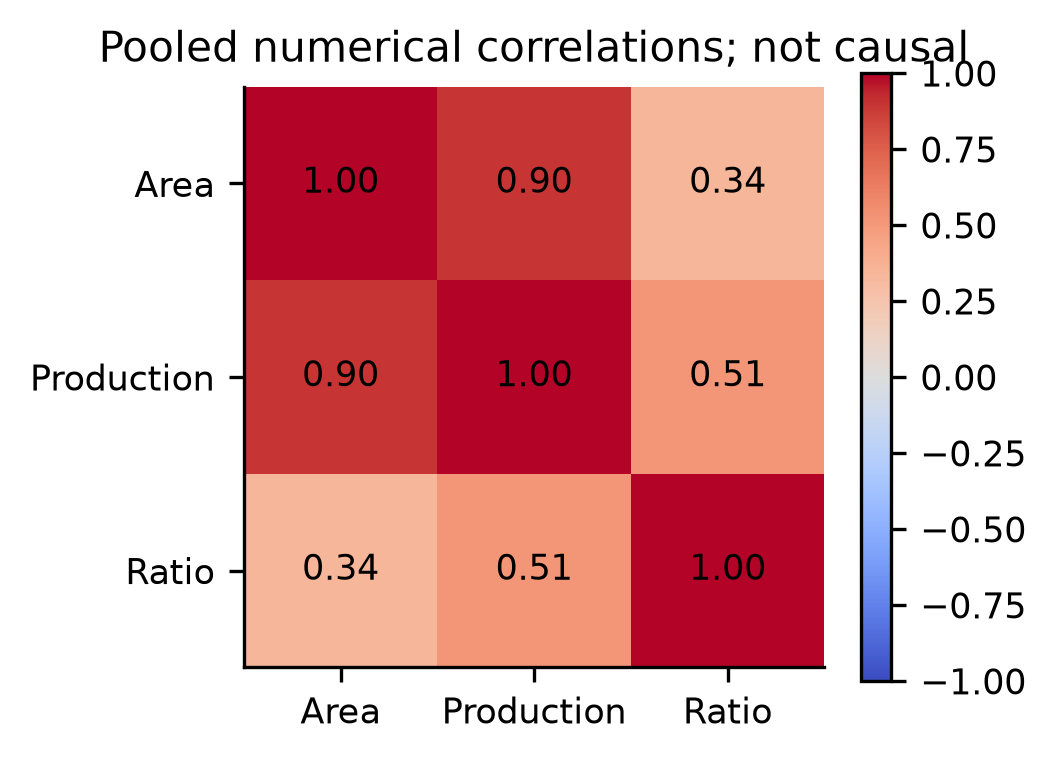 Pooled numerical correlations; not causal
Area 1.00 0.90 0.34
Production 0.90 1.00 0.51
Ratio 0.34 0.51 1.00
Area Production Ratio
1.00
0.75
0.50
0.25
0.00
−0.25
−0.50
−0.75
−1.00